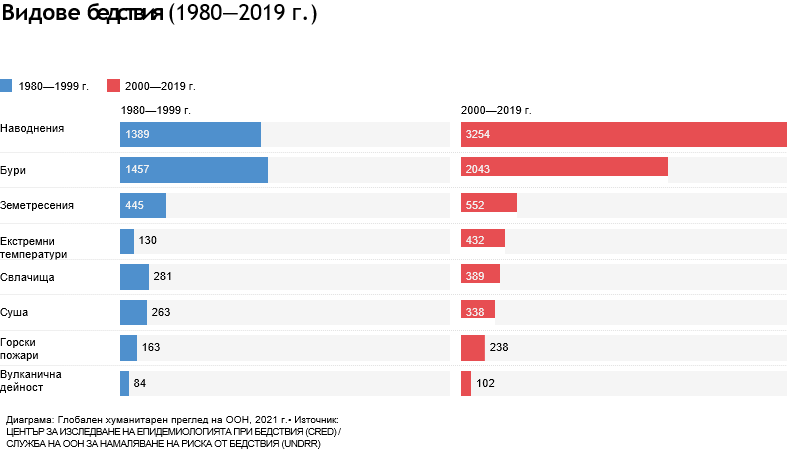 Видове бедствия (1980—2019 г.)
1980—1999 г. 2000—2019 г.
1980—1999 г. 2000—2019 г.
Наводнения 1389 3254
Бури 1457 2043
Земетресения 445 552
Екстремни
температури 130 432
Свлачища 281 389
Суша 263 338
Горски
пожари 163 238
Вулканична
дейност 84 102
Диаграма: Глобален хуманитарен преглед на ООН, 2021 г.• Източник:
ЦЕНТЪР ЗА ИЗСЛЕДВАНЕ НА ЕПИДЕМИОЛОГИЯТА ПРИ БЕДСТВИЯ (CRED) /
СЛУЖБА НА ООН ЗА НАМАЛЯВАНЕ НА РИСКА ОТ БЕДСТВИЯ (UNDRR)